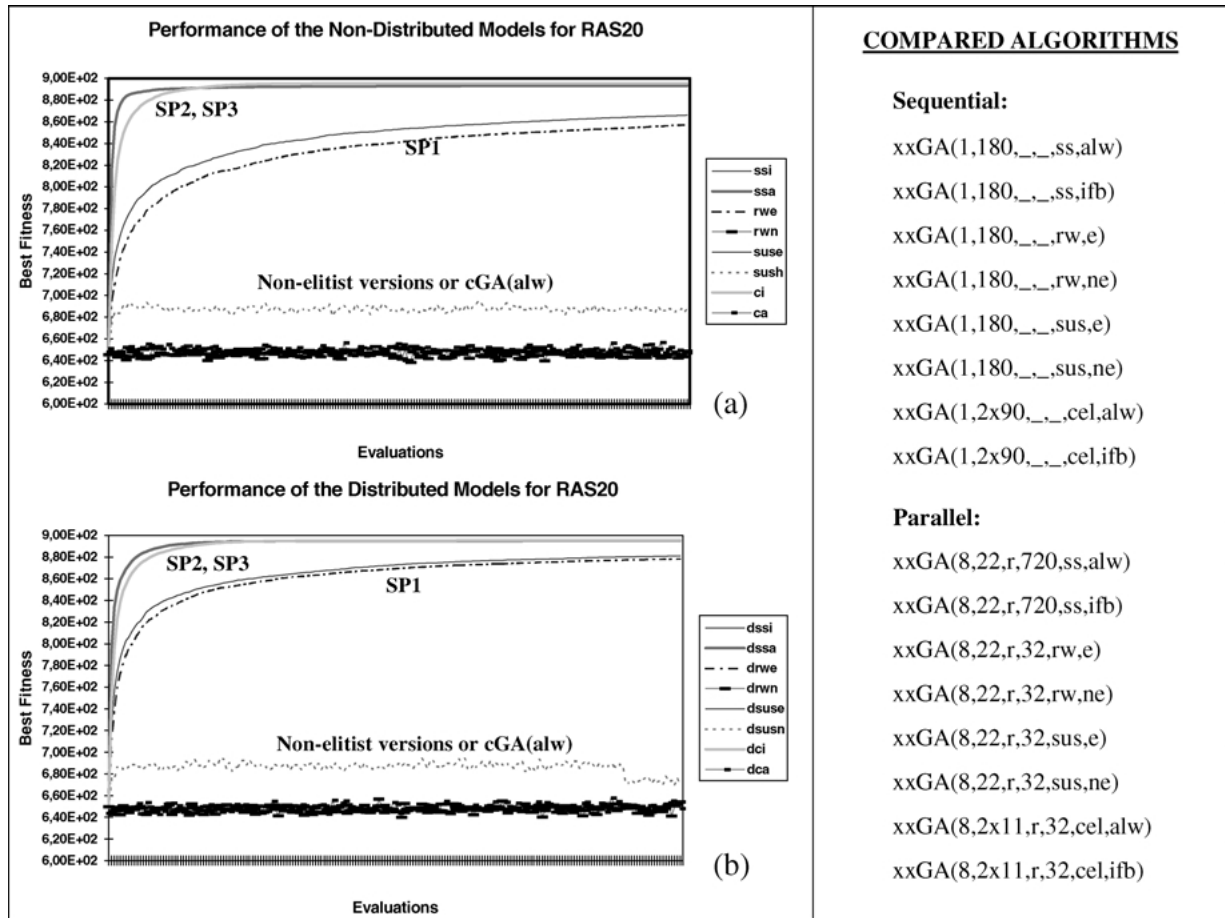 Performance of the Non-Distributed Models for RAS20
9,00E+02
8,80E+02
8,60E+02
8,40E+02
8,20E+02
8,00E+02
7,80E+02
7,60E+02
7,40E+02
7,20E+02
7,00E+02
6,80E+02
6,60E+02
6,40E+02
6,20E+02
6,00E+02
Best Fitness
SP2, SP3
SP1
Non-elitist versions or cGA(alw)
ssi
ssa
rwe
rwn
suse
sush
ci
ca
(a)
Evaluations
Performance of the Distributed Models for RAS20
9,00E+02
8,80E+02
8,60E+02
8,40E+02
8,20E+02
8,00E+02
7,80E+02
7,60E+02
7,40E+02
7,20E+02
7,00E+02
6,80E+02
6,60E+02
6,40E+02
6,20E+02
6,00E+02
Best Fitness
SP2, SP3
SP1
Non-elitist versions or cGA(alw)
dssi
dssa
drwe
drwn
dsuse
dsusn
dci
dca
(b)
Evaluations
COMPARED ALGORITHMS
Sequential:
xxGA(1,180,_,_,ss,alw)
xxGA(1,180,_,_,ss,ifb)
xxGA(1,180,_,_,rw,e)
xxGA(1,180,_,_,rw,ne)
xxGA(1,180,_,_,sus,e)
xxGA(1,180,_,_,sus,ne)
xxGA(1,2x90,_,_,cel,alw)
xxGA(1,2x90,_,_,cel,ifb)
Parallel:
xxGA(8,22,r,720,ss,alw)
xxGA(8,22,r,720,ss,ifb)
xxGA(8,22,r,32,rw,e)
xxGA(8,22,r,32,rw,ne)
xxGA(8,22,r,32,sus,e)
xxGA(8,22,r,32,sus,ne)
xxGA(8,2x11,r,32,cel,alw)
xxGA(8,2x11,r,32,cel,ifb)